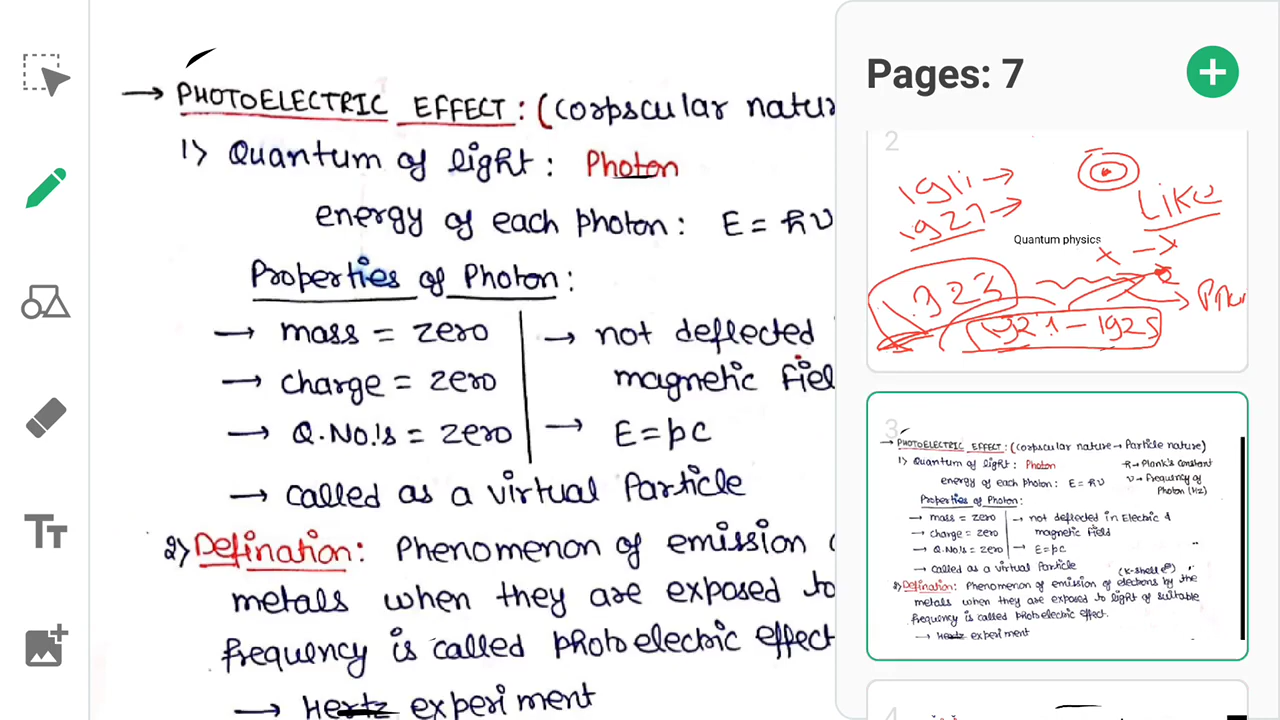 → PHOTOELECTRIC EFFECT: (corpscular natur
1) Quantum of light: Photon
energy of each photon: E = hν
Properties of Photon:
→ mass = zero
→ charge = zero
→ Q.No.'s = zero
→ not deflected
magnetic fiel
→ E = pc
→ called as a virtual Particle
2) Defination: Phenomenon of emission
metals when they are exposed to
frequency is called photoelectric effect
→ Hertz experiment
Pages: 7
2
1911 →
1927 →
Like
Quantum physics
x →
1923
1921-1925
3
→ PHOTOELECTRIC EFFECT: (corpscular nature → Particle nature)
1) Quantum of light: Photon
h → Plank's Constant
energy of each photon: E = hν
ν → Frequency of
Photon (Hz)
Properties of Photon:
→ mass = zero
→ charge = zero
→ Q.No.'s = zero
→ not deflected in Electric &
magnetic Field
→ E = pc
→ called as a virtual Particle
(K-shell e⊖)
2) Defination: Phenomenon of emission of electrons by the
metals when they are exposed to light of suitable
frequency is called photoelectric effect.
→ Hertz experiment
4
TT